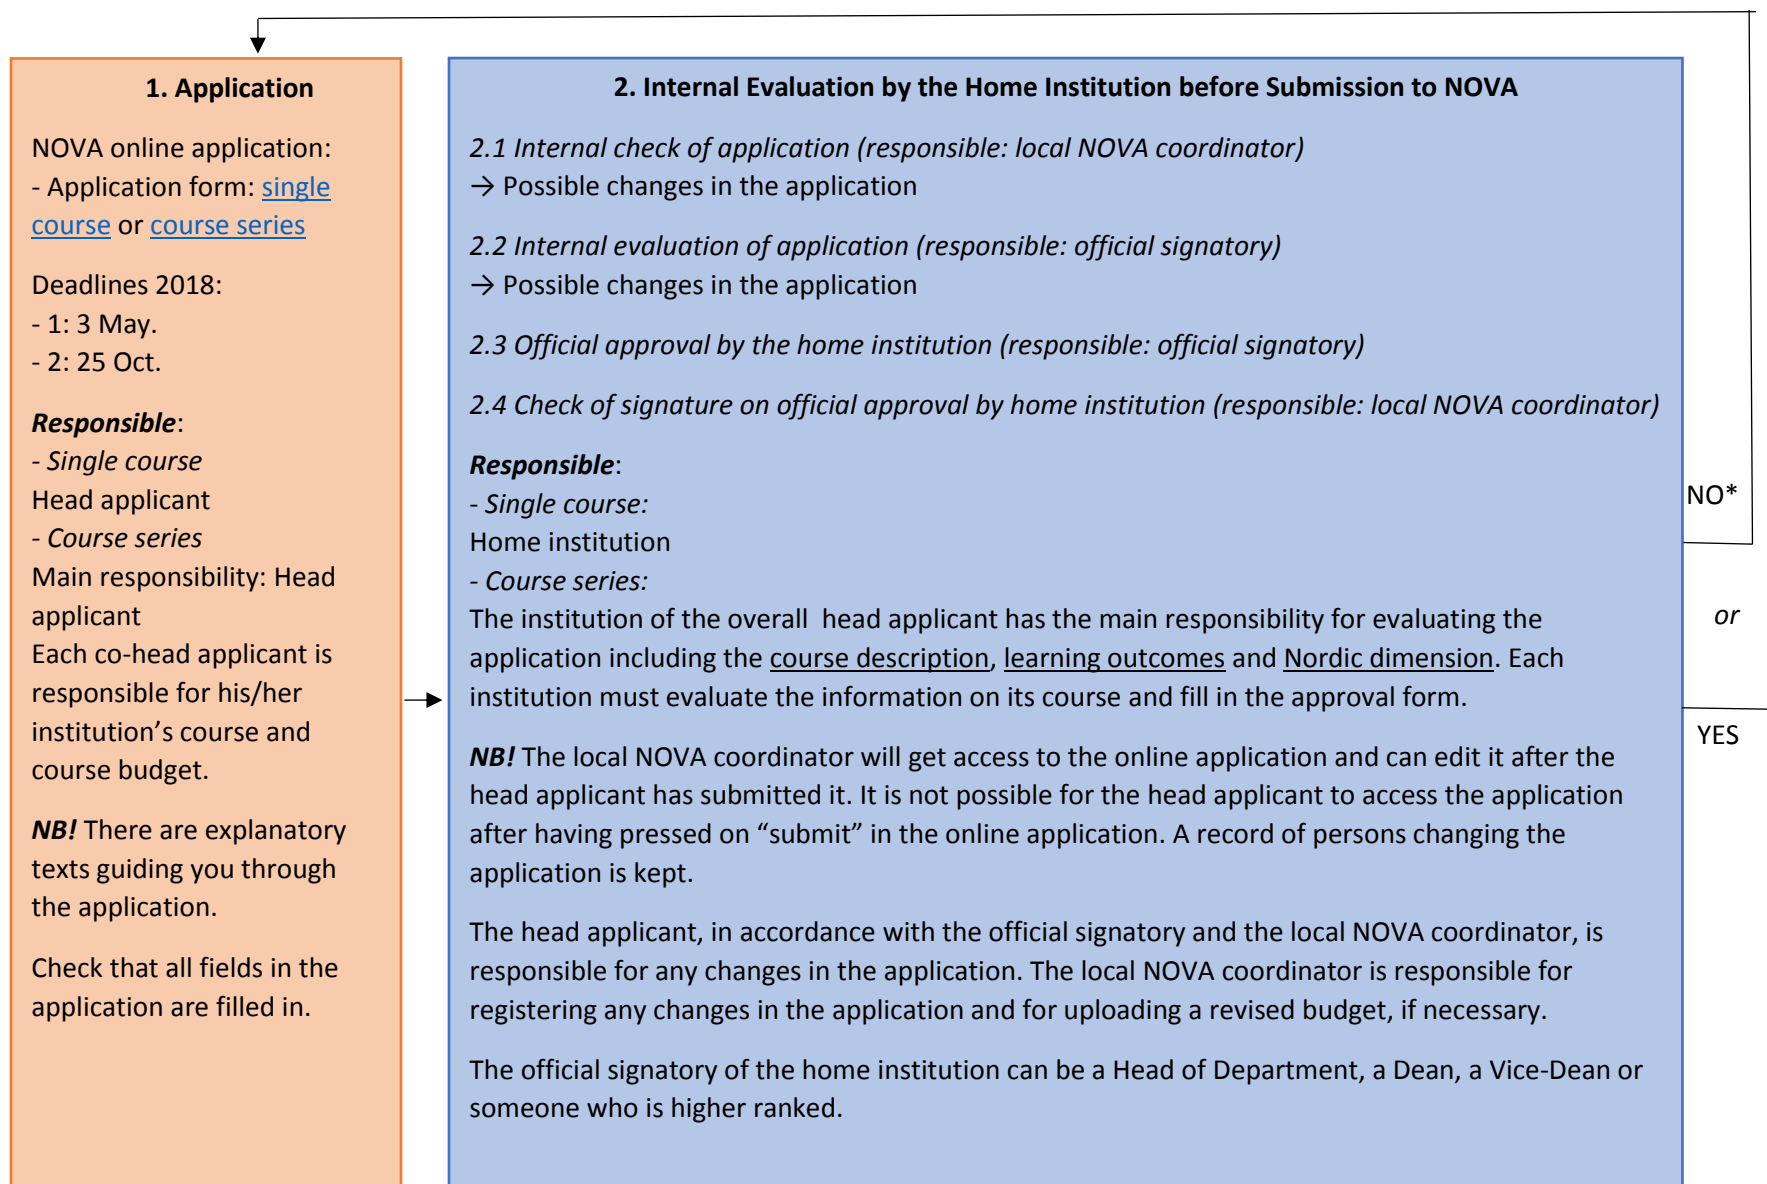 1. Application
NOVA online application:
- Application form: single
course or course series
Deadlines 2018:
- 1: 3 May.
- 2: 25 Oct.
Responsible:
- Single course
Head applicant
- Course series
Main responsibility: Head
applicant
Each co-head applicant is
responsible for his/her
institution’s course and
course budget.
NB! There are explanatory
texts guiding you through
the application.
Check that all fields in the
application are filled in.
2. Internal Evaluation by the Home Institution before Submission to NOVA
2.1 Internal check of application (responsible: local NOVA coordinator)
→ Possible changes in the application
2.2 Internal evaluation of application (responsible: official signatory)
→ Possible changes in the application
2.3 Official approval by the home institution (responsible: official signatory)
2.4 Check of signature on official approval by home institution (responsible: local NOVA coordinator)
Responsible:
- Single course:
Home institution
- Course series:
The institution of the overall  head applicant has the main responsibility for evaluating the
application including the course description, learning outcomes and Nordic dimension. Each
institution must evaluate the information on its course and fill in the approval form.
NB! The local NOVA coordinator will get access to the online application and can edit it after the
head applicant has submitted it. It is not possible for the head applicant to access the application
after having pressed on “submit” in the online application. A record of persons changing the
application is kept.
The head applicant, in accordance with the official signatory and the local NOVA coordinator, is
responsible for any changes in the application. The local NOVA coordinator is responsible for
registering any changes in the application and for uploading a revised budget, if necessary.
The official signatory of the home institution can be a Head of Department, a Dean, a Vice-Dean or
someone who is higher ranked.
NO*
or
YES